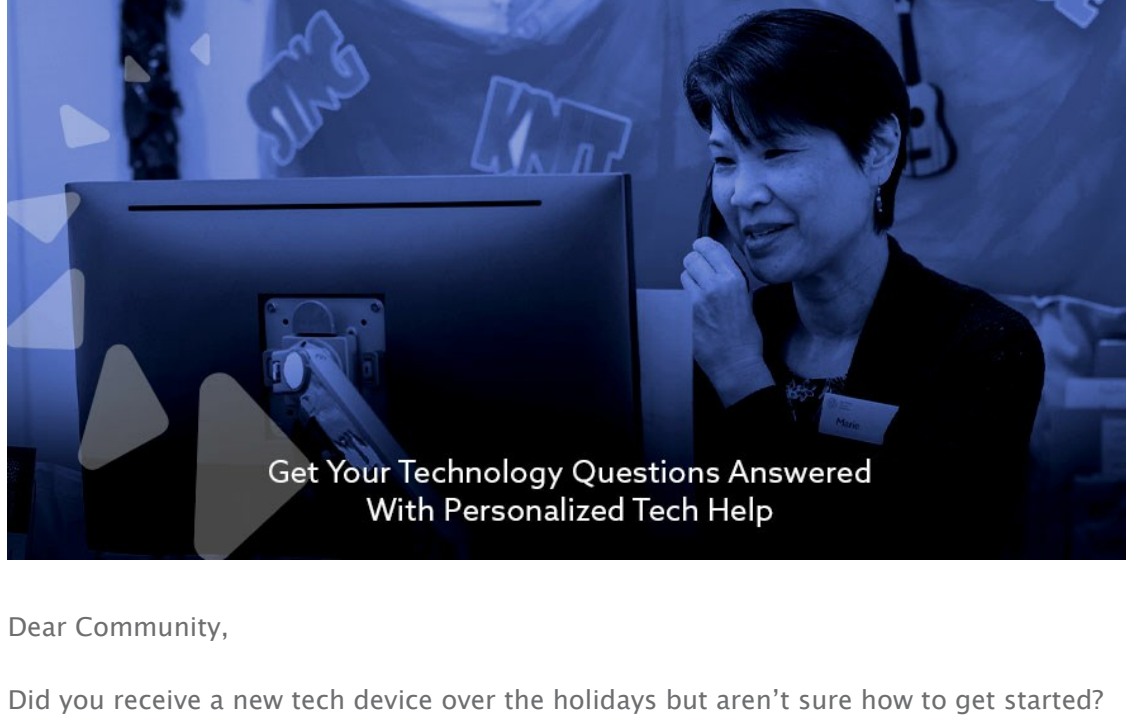 SING
KNIT
Marie
Get Your Technology Questions Answered
With Personalized Tech Help
Dear Community,
Did you receive a new tech device over the holidays but aren’t sure how to get started?